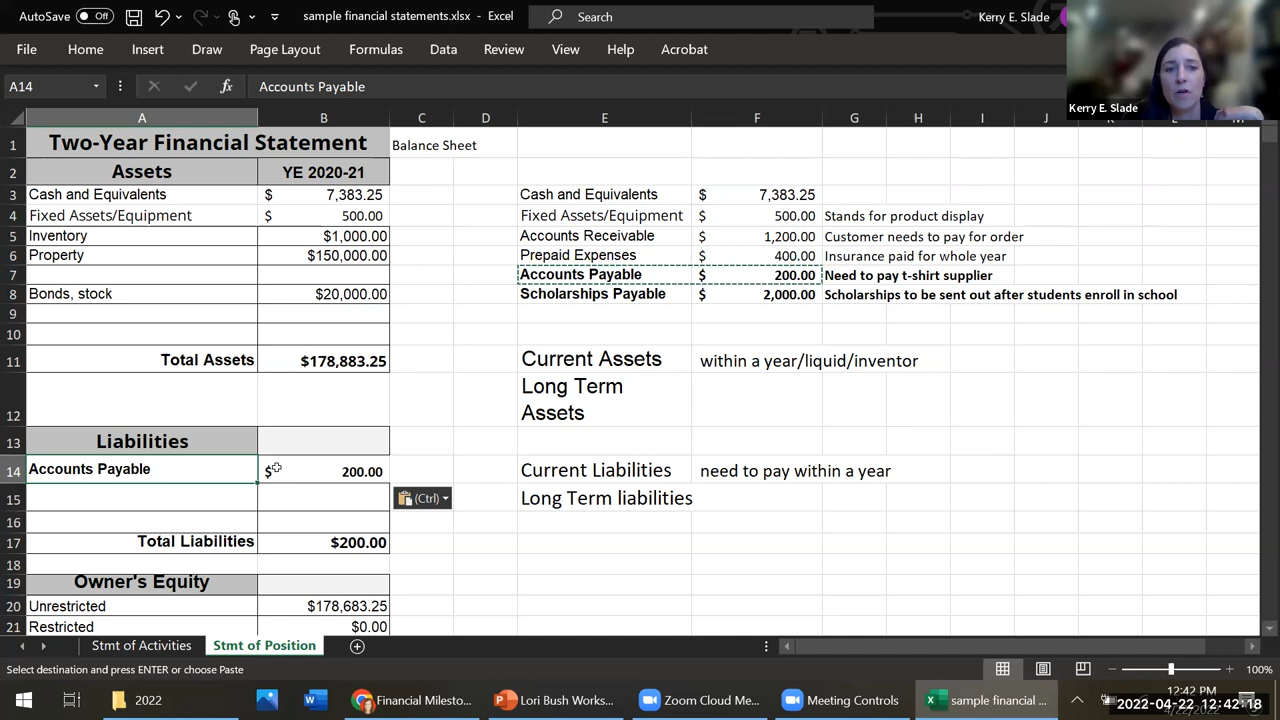 AutoSave Off sample financial statements.xlsx - Excel Search Kerry E. Slade
File Home Insert Draw Page Layout Formulas Data Review View Help Acrobat
Kerry E. Slade
A14 fx Accounts Payable
A B C D E F G H I J
1 Two-Year Financial Statement Balance Sheet
2 Assets YE 2020-21
3 Cash and Equivalents $ 7,383.25 Cash and Equivalents $ 7,383.25
4 Fixed Assets/Equipment $ 500.00 Fixed Assets/Equipment $ 500.00 Stands for product display
5 Inventory $1,000.00 Accounts Receivable $ 1,200.00 Customer needs to pay for order
6 Property $150,000.00 Prepaid Expenses $ 400.00 Insurance paid for whole year
7 Accounts Payable $ 200.00 Need to pay t-shirt supplier
8 Bonds, stock $20,000.00 Scholarships Payable $ 2,000.00 Scholarships to be sent out after students enroll in school
9
10
11 Total Assets $178,883.25 Current Assets within a year/liquid/inventor
12 Long Term
Assets
13 Liabilities
14 Accounts Payable $ 200.00 Current Liabilities need to pay within a year
15 (Ctrl) Long Term liabilities
16
17 Total Liabilities $200.00
18
19 Owner's Equity
20 Unrestricted $178,683.25
21 Restricted $0.00
Stmt of Activities Stmt of Position
Select destination and press ENTER or choose Paste 100%
2022 Financial Milesto... Lori Bush Works... Zoom Cloud Me... Meeting Controls sample financial ... 12:42 PM
2022-04-22 12:42:18